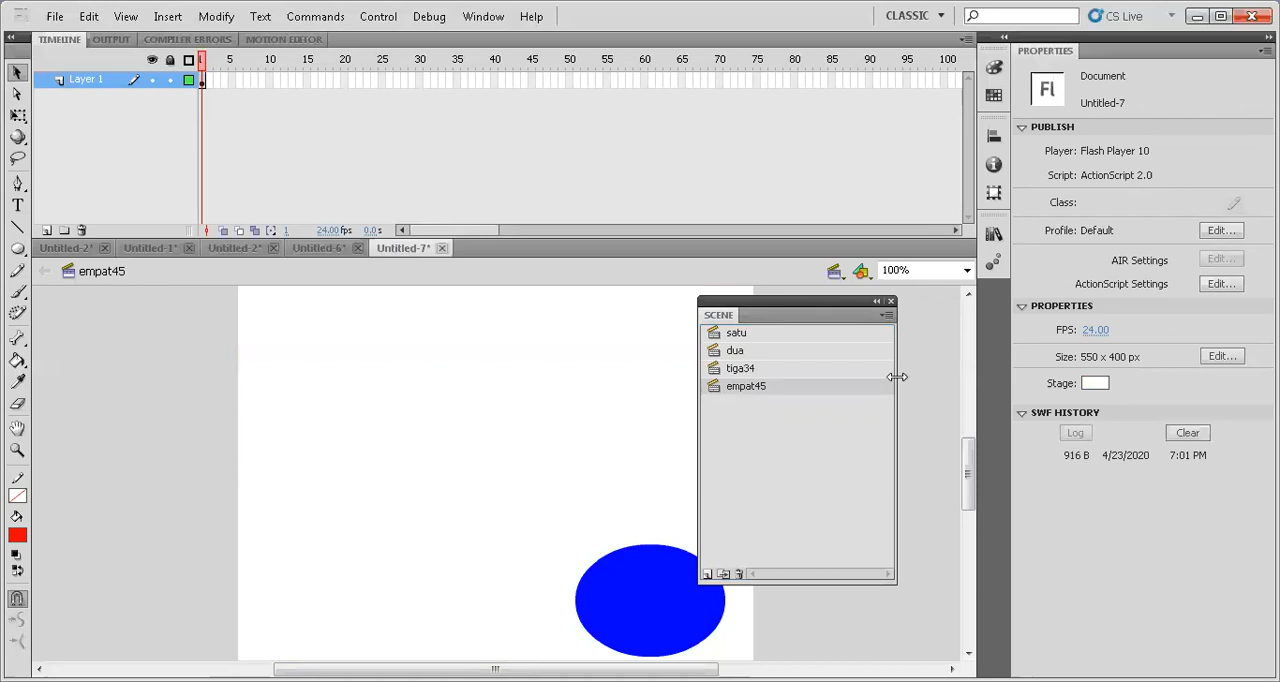 File Edit View Insert Modify Text Commands Control Debug Window Help CLASSIC CS Live
TIMELINE OUTPUT COMPILER ERRORS MOTION EDITOR
1 5 10 15 20 25 30 35 40 45 50 55 60 65 70 75 80 85 90 95 100
Layer 1
1 24.00fps 0.0s
Untitled-2* Untitled-1* Untitled-2* Untitled-6* Untitled-7*
empat45 100%
SCENE
satu
dua
tiga34
empat45
PROPERTIES
Fl Document
Untitled-7
PUBLISH
Player: Flash Player 10
Script: ActionScript 2.0
Class:
Profile: Default Edit...
AIR Settings Edit...
ActionScript Settings Edit...
PROPERTIES
FPS: 24.00
Size: 550 x 400 px Edit...
Stage:
SWF HISTORY
Log Clear
916 B 4/23/2020 7:01 PM